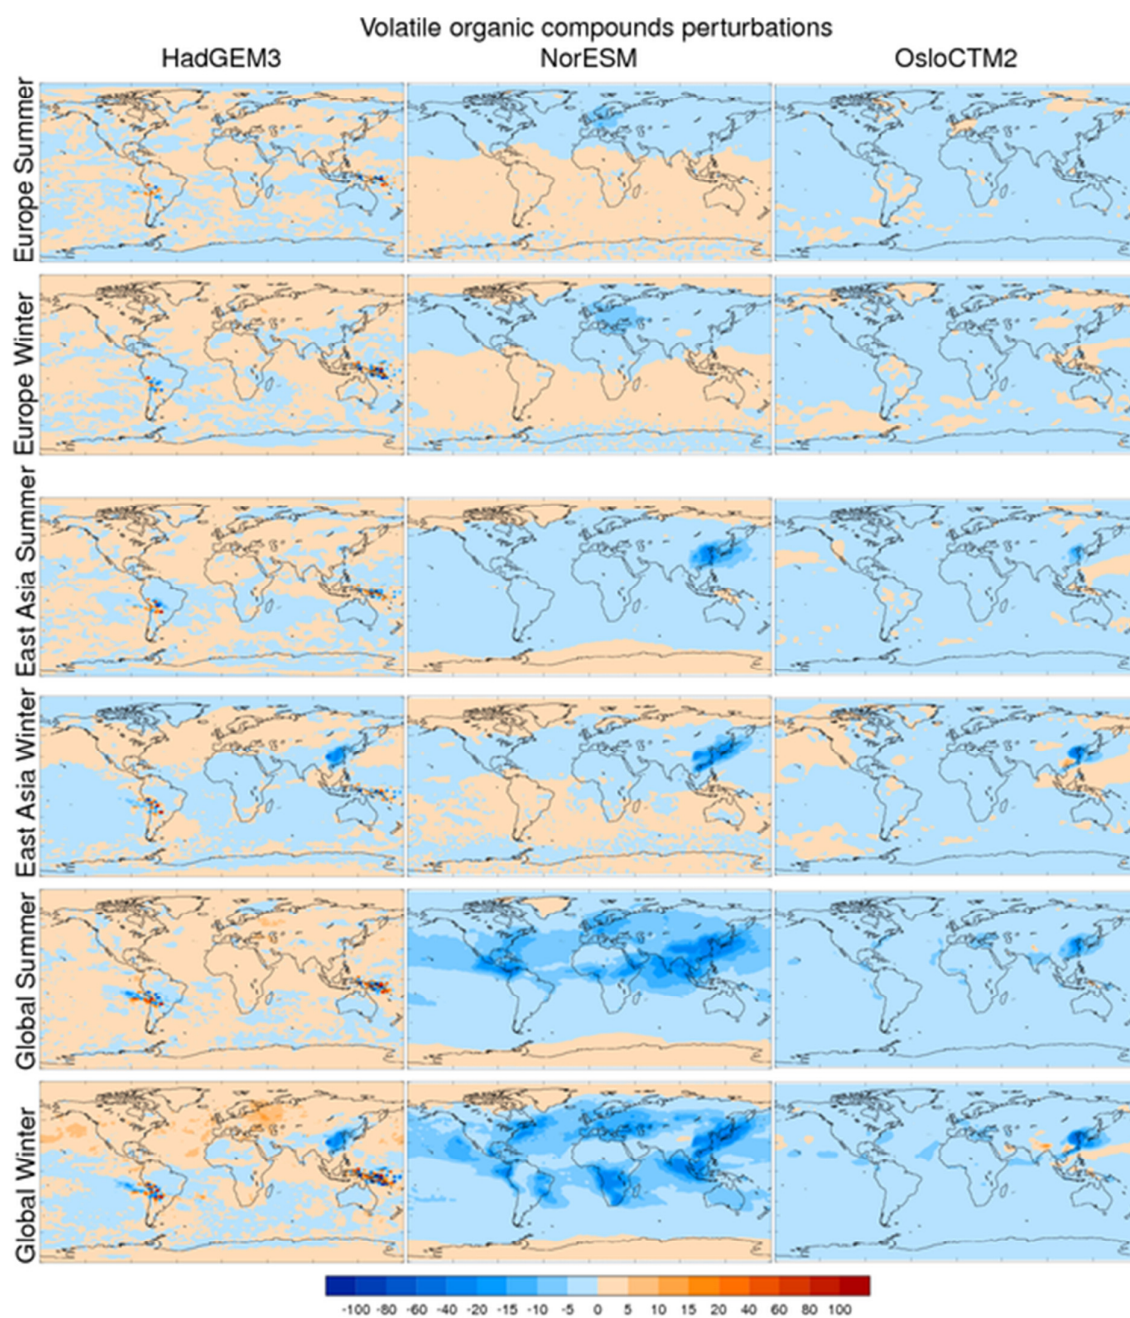 Volatile organic compounds perturbations
HadGEM3 NorESM OsloCTM2
Europe Summer
Europe Winter
East Asia Summer
East Asia Winter
Global Summer
Global Winter
-100 -80 -60 -40 -20 -15 -10 -5 0 5 10 15 20 40 60 80 100